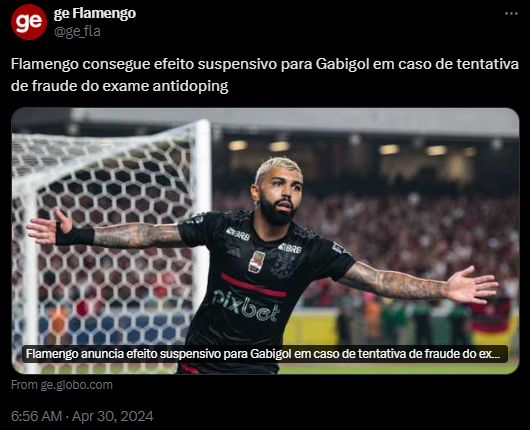 ge
ge Flamengo
@ge_fla
Flamengo consegue efeito suspensivo para Gabigol em caso de tentativa
de fraude do exame antidoping
BRB
BRB
pixbet
Flamengo anuncia efeito suspensivo para Gabigol em caso de tentativa de fraude do ex...
From ge.globo.com
6:56 AM · Apr 30, 2024